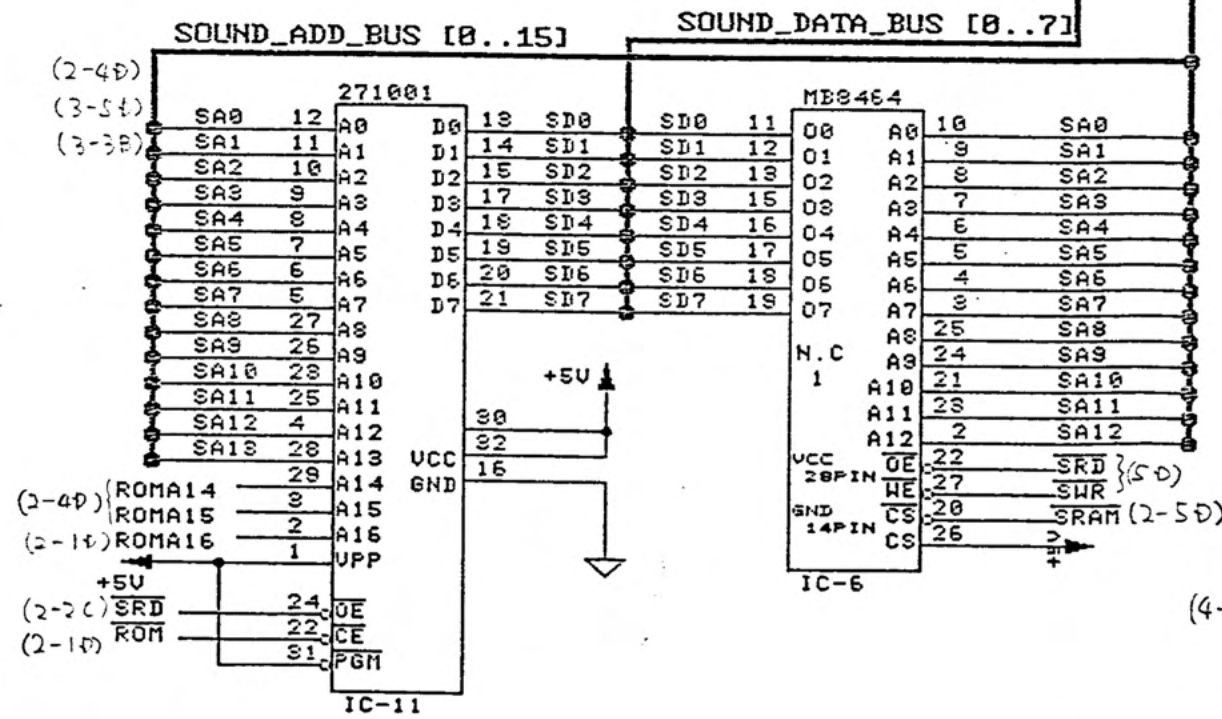 SOUND_ADD_BUS [0..15]
SOUND_DATA_BUS [0..7]
(2-4D)
(3-5D)
(3-3B)
271001
MB8464
SA0 12 A0 D0 13 SD0 SD0 11 O0 A0 10 SA0
SA1 11 A1 D1 14 SD1 SD1 12 O1 A1 9 SA1
SA2 10 A2 D2 15 SD2 SD2 13 O2 A2 8 SA2
SA3 9 A3 D3 17 SD3 SD3 15 O3 A3 7 SA3
SA4 8 A4 D4 18 SD4 SD4 16 O4 A4 6 SA4
SA5 7 A5 D5 19 SD5 SD5 17 O5 A5 5 SA5
SA6 6 A6 D6 20 SD6 SD6 18 O6 A6 4 SA6
SA7 5 A7 D7 21 SD7 SD7 19 O7 A7 3 SA7
SA8 27 A8 A8 25 SA8
SA9 26 A9 N.C A9 24 SA9
SA10 23 A10 +5V 1 A10 21 SA10
SA11 25 A11 A11 23 SA11
SA12 4 A12 30 A12 2 SA12
SA13 28 A13 VCC 32 VCC OE 22 SRD
(2-4D) ROMA14 29 A14 GND 16 28PIN WE 27 SWR (5D)
ROMA15 3 A15 GND CS 20 SRAM (2-5D)
(2-1D) ROMA16 2 A16 14PIN CS 26 +5V
1 VPP
IC-6
+5V
(2-2C) SRD 24 OE
(2-1D) ROM 22 CE
31 PGM
(4-
IC-11